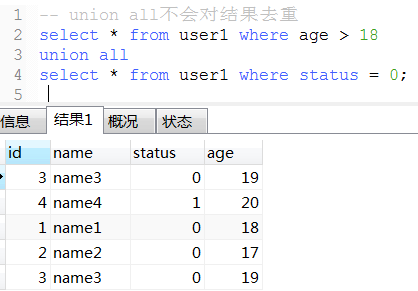 1 -- union all不会对结果去重
2 select * from user1 where age > 18
3 union all
4 select * from user1 where status = 0;
5
信息 结果1 概况 状态
id name status age
3 name3 0 19
4 name4 1 20
1 name1 0 18
2 name2 0 17
3 name3 0 19